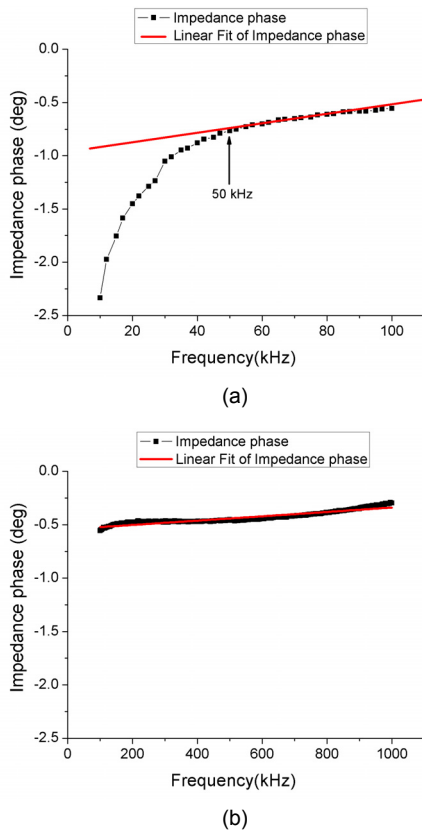 Impedance phase
Linear Fit of Impedance phase
0.0
-0.5
-1.0
-1.5
-2.0
-2.5
Impedance phase (deg)
50 kHz
0 20 40 60 80 100
Frequency(kHz)
(a)
Impedance phase
Linear Fit of Impedance phase
0.0
-0.5
-1.0
-1.5
-2.0
-2.5
Impedance phase (deg)
0 200 400 600 800 1000
Frequency(kHz)
(b)